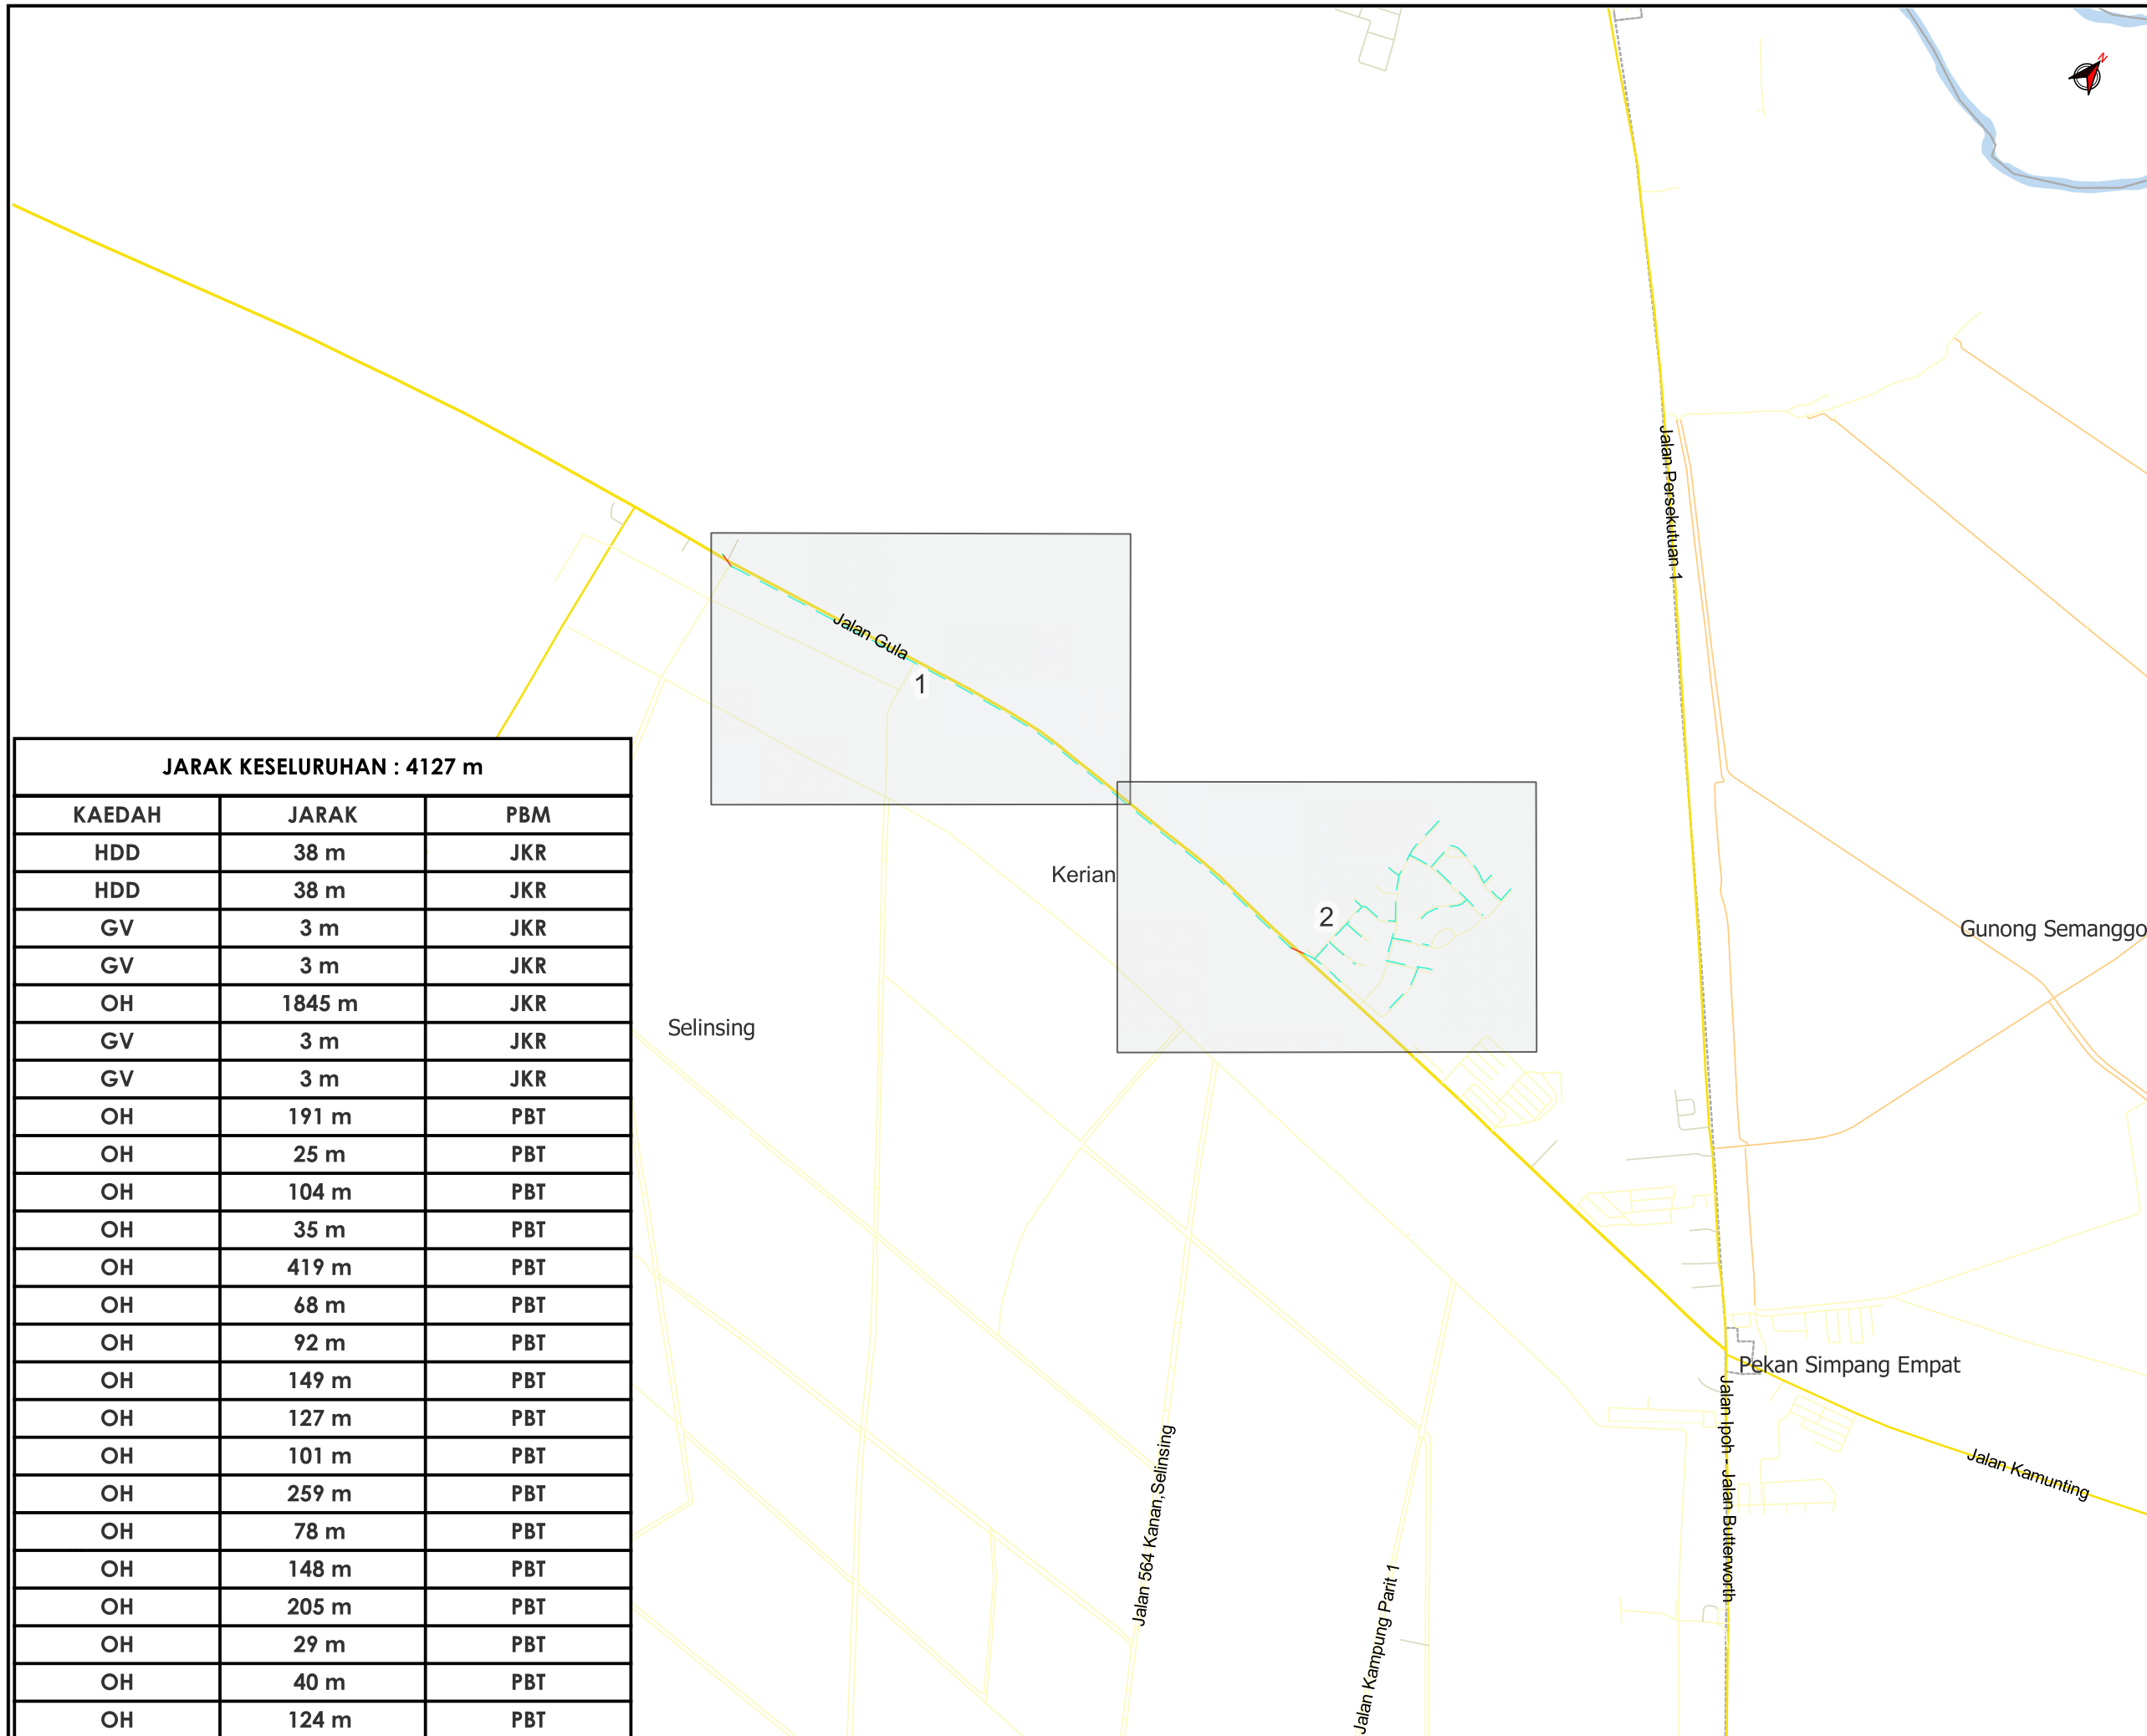 N
Jalan Persekutuan 1
Jalan Gula
1
JARAK KESELURUHAN : 4127 m
KAEDAH JARAK PBM
HDD 38 m JKR
HDD 38 m JKR
GV 3 m JKR
GV 3 m JKR
OH 1845 m JKR
GV 3 m JKR
GV 3 m JKR
OH 191 m PBT
OH 25 m PBT
OH 104 m PBT
OH 35 m PBT
OH 419 m PBT
OH 68 m PBT
OH 92 m PBT
OH 149 m PBT
OH 127 m PBT
OH 101 m PBT
OH 259 m PBT
OH 78 m PBT
OH 148 m PBT
OH 205 m PBT
OH 29 m PBT
OH 40 m PBT
OH 124 m PBT
Kerian
2
Gunong Semanggo
Selinsing
Pekan Simpang Empat
Jalan Ipoh - Jalan Butterworth
Jalan Kamunting
Jalan 564 Kanan,Selinsing
Jalan Kampung Parit 1